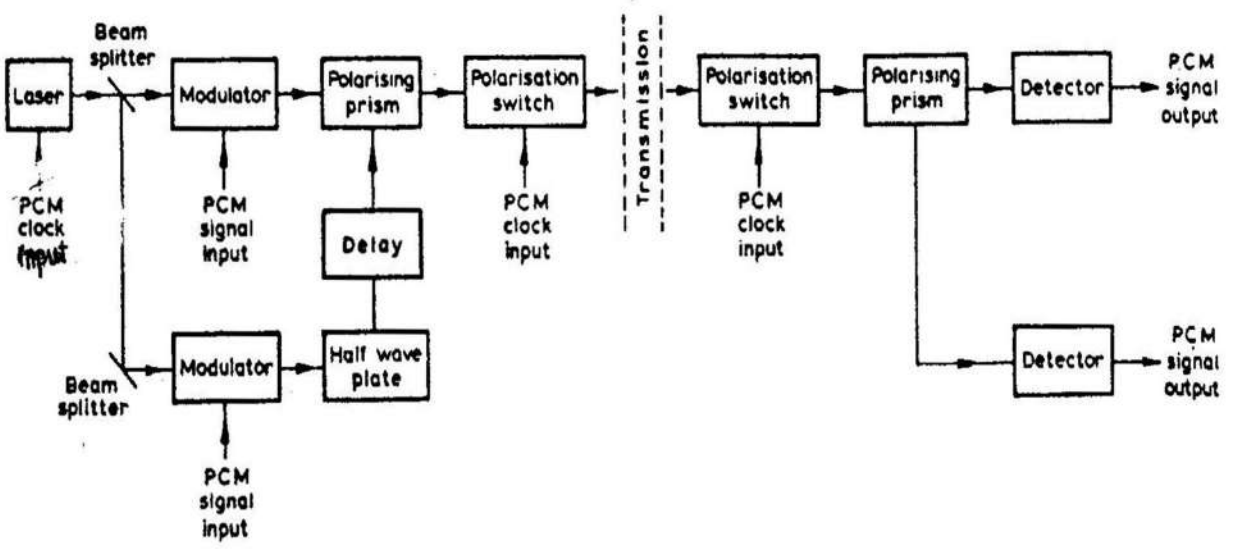 Beam
splitter
Laser
PCM
clock
input
Modulator
PCM
signal
input
Polarising
prism
Delay
Polarisation
switch
PCM
clock
input
Transmission
Polarisation
switch
PCM
clock
input
Polarising
prism
Detector
PCM
signal
output
Beam
splitter
Modulator
PCM
signal
input
Half wave
plate
Detector
PCM
signal
output